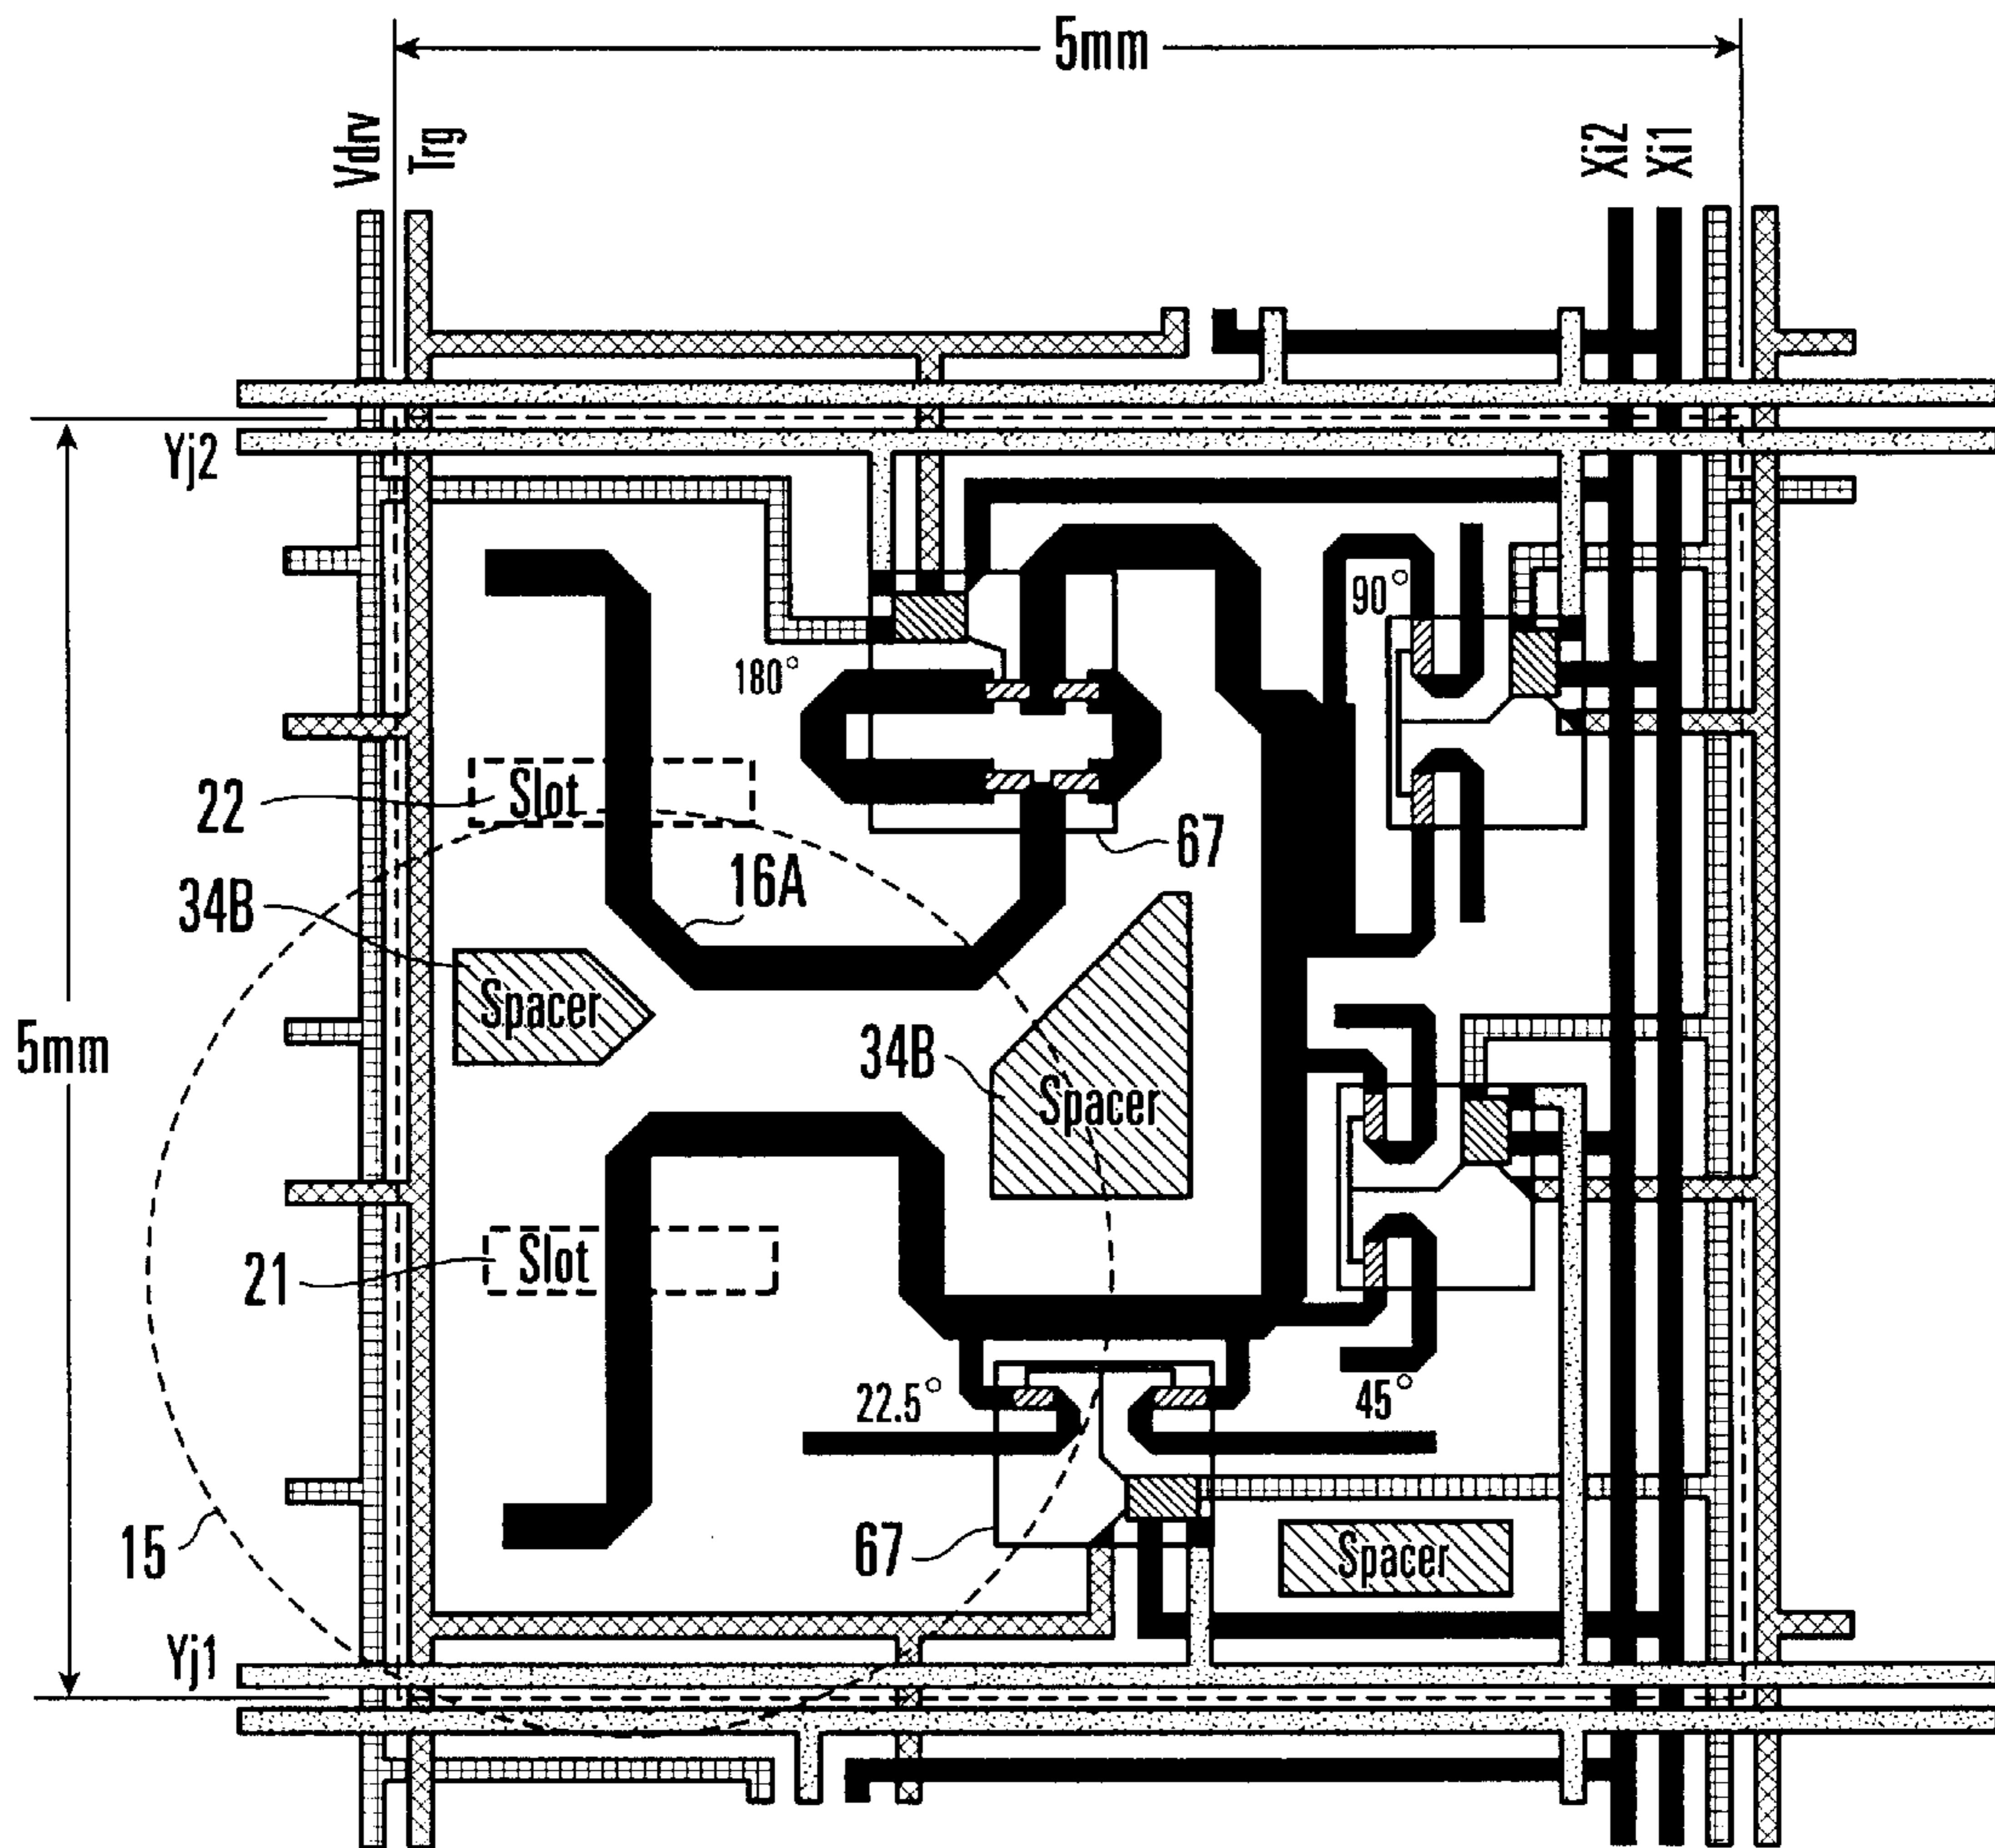 5mm
Vdrv
Trg
Xi2
Xi1
Yj2
90°
180°
22
Slot
67
16A
34B
Spacer
5mm
34B
Spacer
21
Slot
22.5°
45°
15
67
Spacer
Yj1